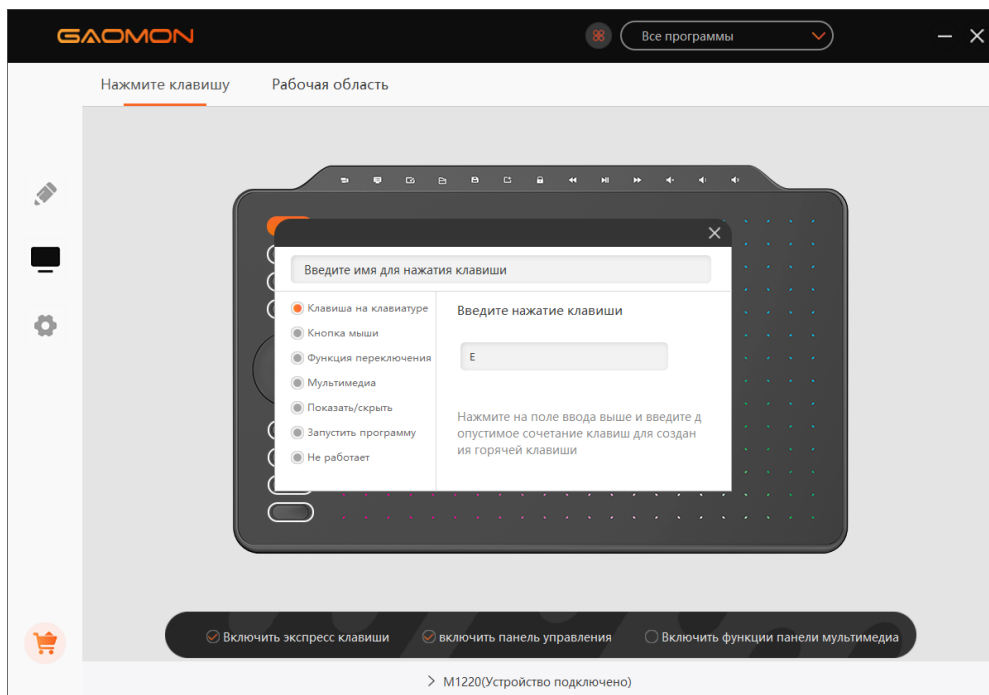 GAOMON
Все программы
Нажмите клавишу
Рабочая область
Введите имя для нажатия клавиши
Клавиша на клавиатуре
Кнопка мыши
Функция переключения
Мультимедиа
Показать/скрыть
Запустить программу
Не работает
Введите нажатие клавиши
E
Нажмите на поле ввода выше и введите д
опустимое сочетание клавиш для создан
ия горячей клавиши
Включить экспресс клавиши
включить панель управления
Включить функции панели мультимедиа
M1220(Устройство подключено)